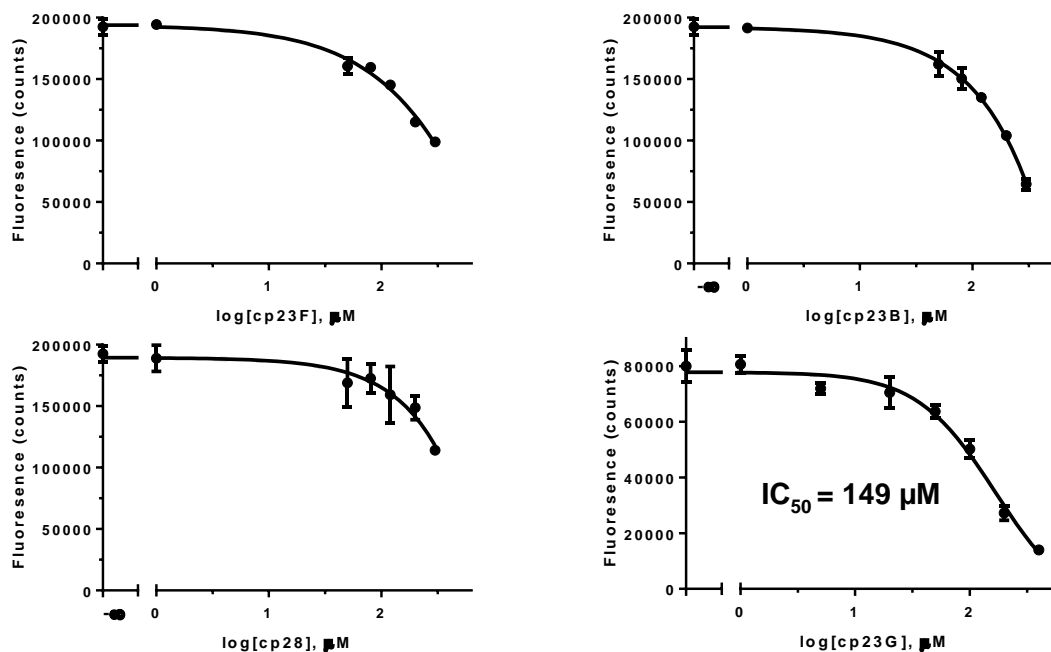 200000
150000
100000
50000
0
Fluoresence (counts)
0 1 2
log[cp23F], μM
200000
150000
100000
50000
0
Fluoresence (counts)
-∞ 0 1 2
log[cp23B], μM
200000
150000
100000
50000
0
Fluoresence (counts)
-∞ 0 1 2
log[cp28], μM
80000
60000
40000
20000
0
Fluoresence (counts)
IC50 = 149 µM
0 1 2
log[cp23G], μM